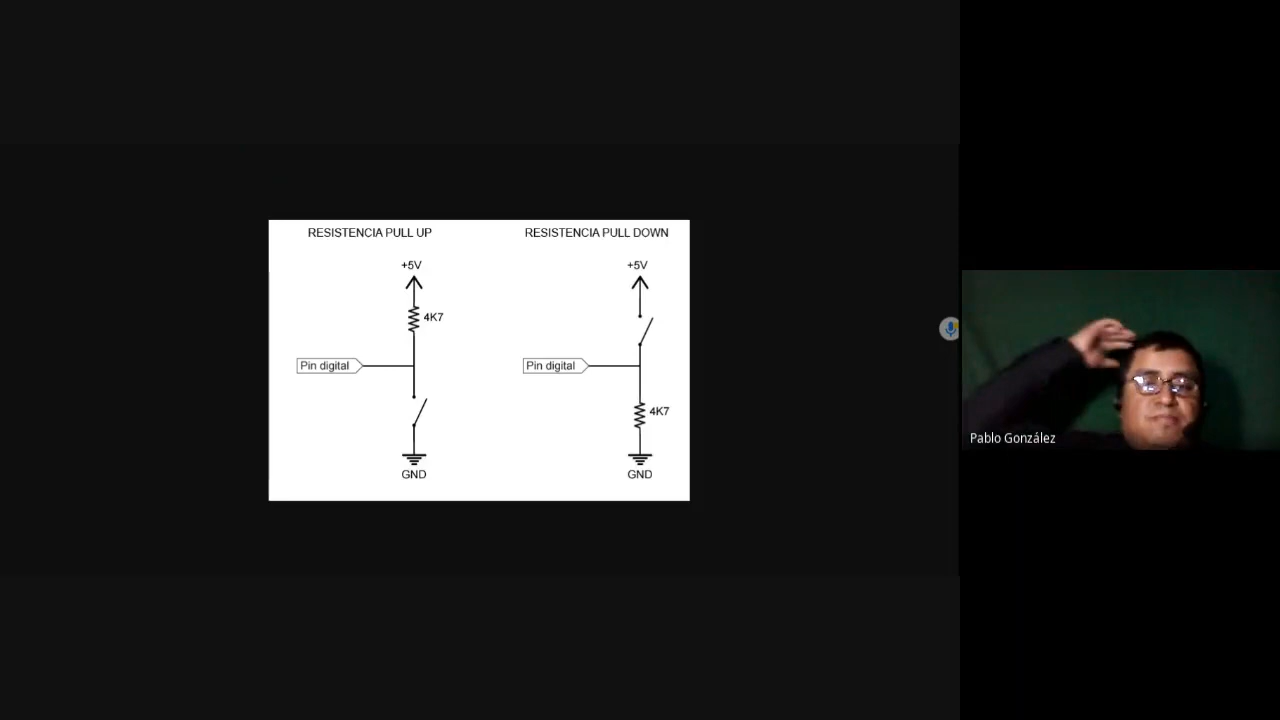 RESISTENCIA PULL UP
+5V
4K7
Pin digital
GND
RESISTENCIA PULL DOWN
+5V
Pin digital
4K7
GND
Pablo González